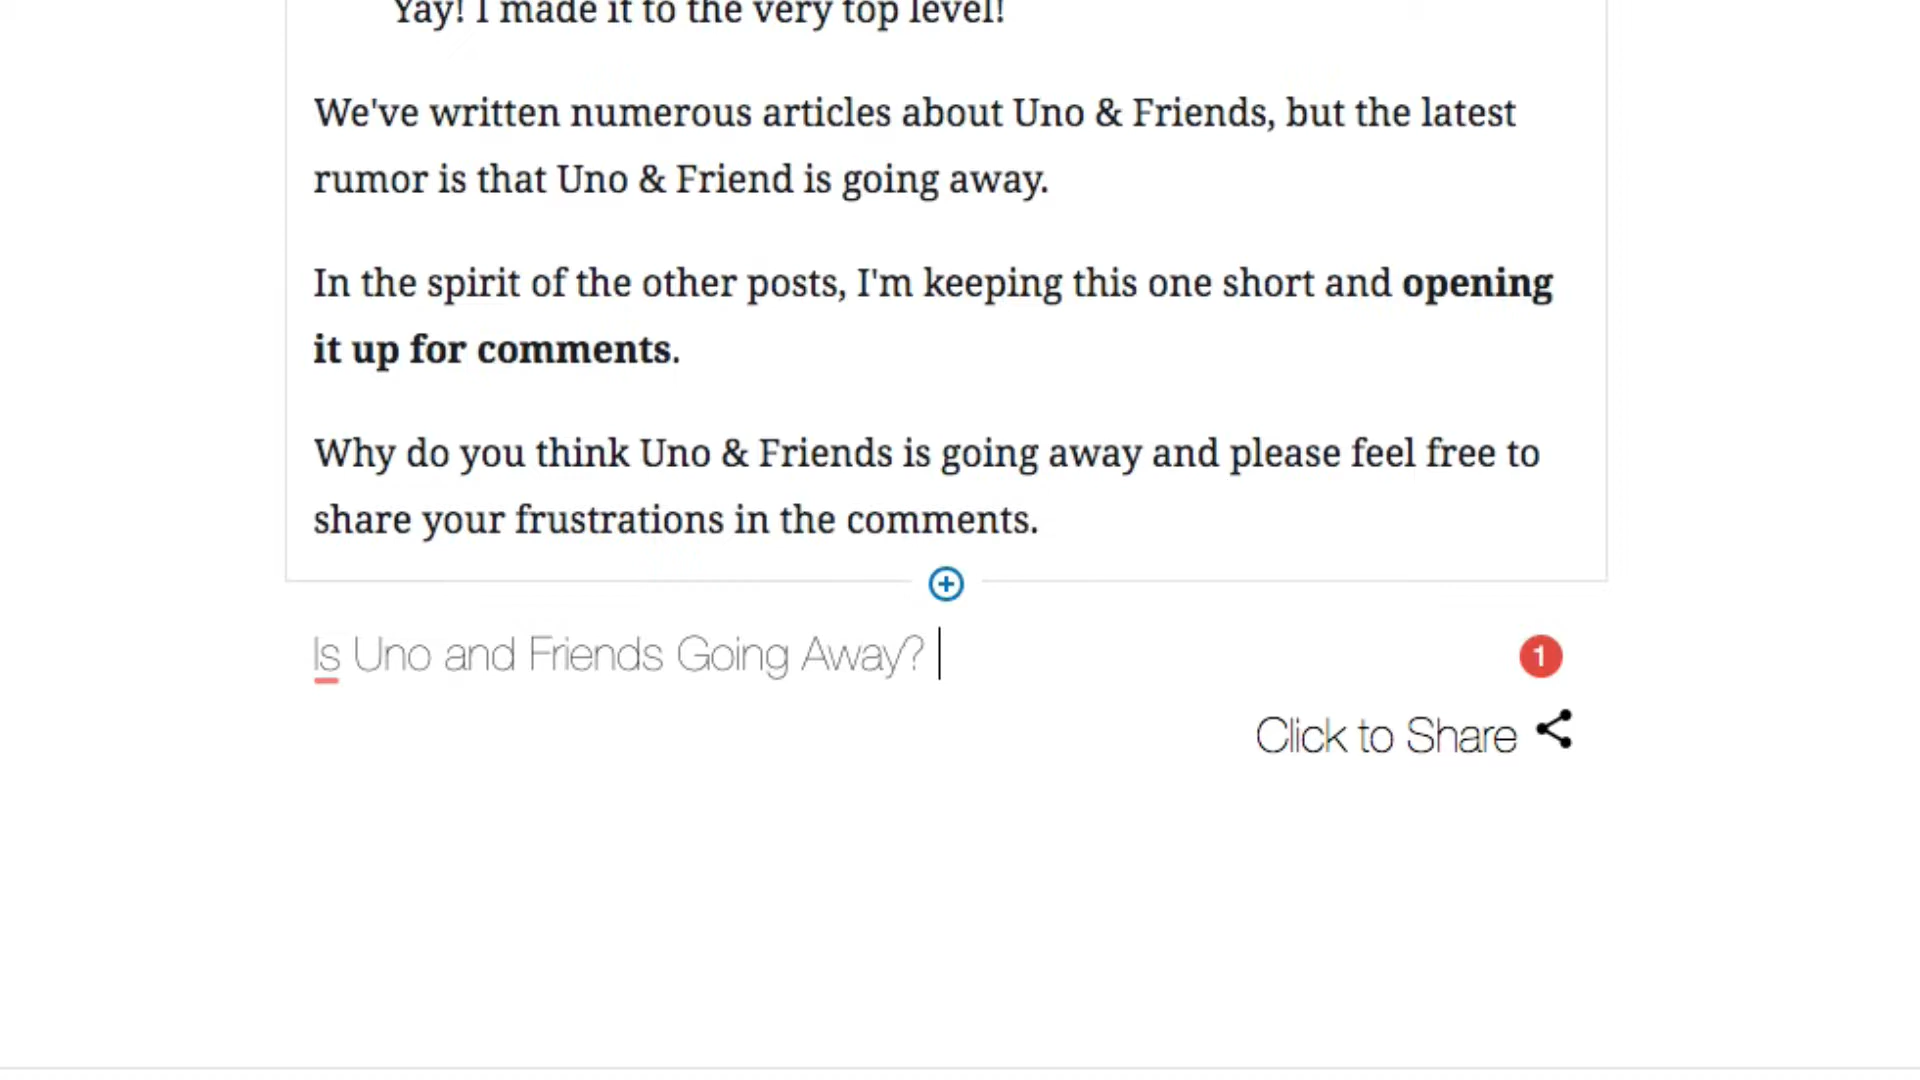 Yay! I made it to the very top level!
We've written numerous articles about Uno & Friends, but the latest
rumor is that Uno & Friend is going away.
In the spirit of the other posts, I'm keeping this one short and opening
it up for comments.
Why do you think Uno & Friends is going away and please feel free to
share your frustrations in the comments.
Is Uno and Friends Going Away?
1
Click to Share